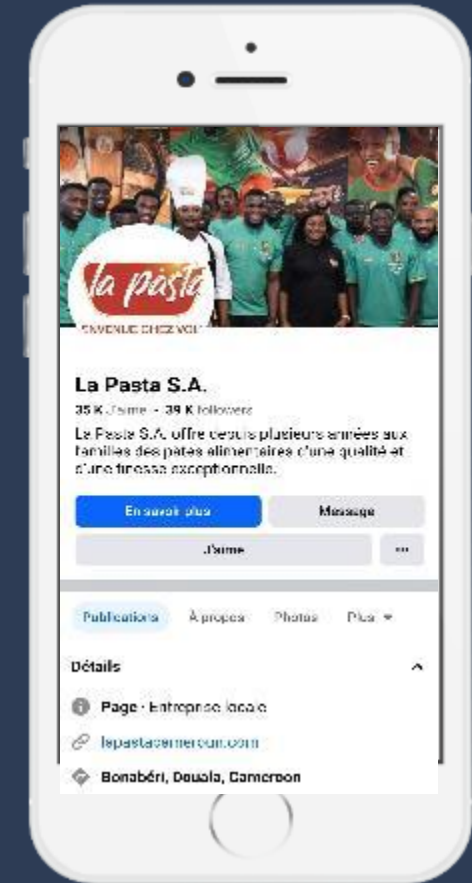 la pasta
BIENVENUE CHEZ VOUS
La Pasta S.A.
35 K J'aime • 39 K followers
La Pasta S.A. offre depuis plusieurs années aux
familles des pâtes alimentaires d'une qualité et
d'une finesse exceptionnelle.
En savoir plus
Message
J'aime
...
Publications À propos Photos Plus
Détails
Page · Entreprise locale
lapastacameroun.com
Bonabéri, Douala, Cameroon